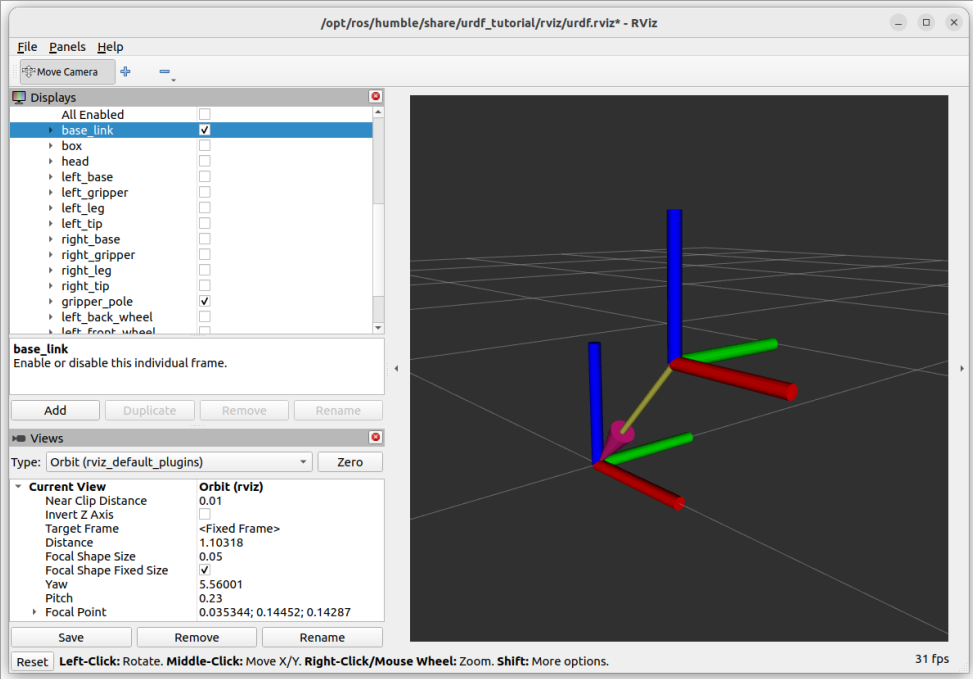 /opt/ros/humble/share/urdf_tutorial/rviz/urdf.rviz* - RViz
File Panels Help
Move Camera
Displays
All Enabled
base_link
box
head
left_base
left_gripper
left_leg
left_tip
right_base
right_gripper
right_leg
right_tip
gripper_pole
left_back_wheel
left_front_wheel
base_link
Enable or disable this individual frame.
Add Duplicate Remove Rename
Views
Type: Orbit (rviz_default_plugins) Zero
Current View Orbit (rviz)
Near Clip Distance 0.01
Invert Z Axis
Target Frame <Fixed Frame>
Distance 1.10318
Focal Shape Size 0.05
Focal Shape Fixed Size
Yaw 5.56001
Pitch 0.23
Focal Point 0.035344; 0.14452; 0.14287
Save Remove Rename
Reset Left-Click: Rotate. Middle-Click: Move X/Y. Right-Click/Mouse Wheel: Zoom. Shift: More options. 31 fps